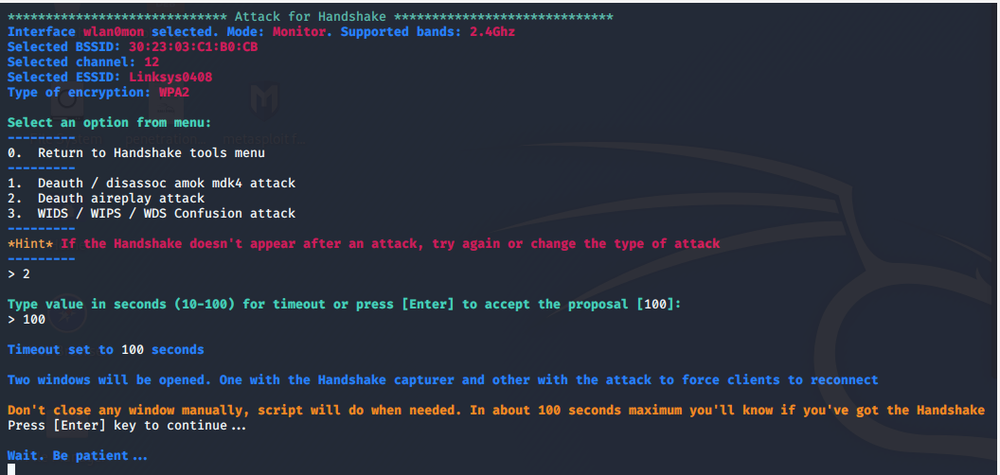 ***************************** Attack for Handshake *****************************
Interface wlan0mon selected. Mode: Monitor. Supported bands: 2.4Ghz
Selected BSSID: 30:23:03:C1:B0:CB
Selected channel: 12
Selected ESSID: Linksys0408
Type of encryption: WPA2
Select an option from menu:
---------
0.  Return to Handshake tools menu
---------
1.  Deauth / disassoc amok mdk4 attack
2.  Deauth aireplay attack
3.  WIDS / WIPS / WDS Confusion attack
---------
*Hint* If the Handshake doesn't appear after an attack, try again or change the type of attack
---------
> 2
Type value in seconds (10-100) for timeout or press [Enter] to accept the proposal [100]:
> 100
Timeout set to 100 seconds
Two windows will be opened. One with the Handshake capturer and other with the attack to force clients to reconnect
Don't close any window manually, script will do when needed. In about 100 seconds maximum you'll know if you've got the Handshake
Press [Enter] key to continue...
Wait. Be patient...